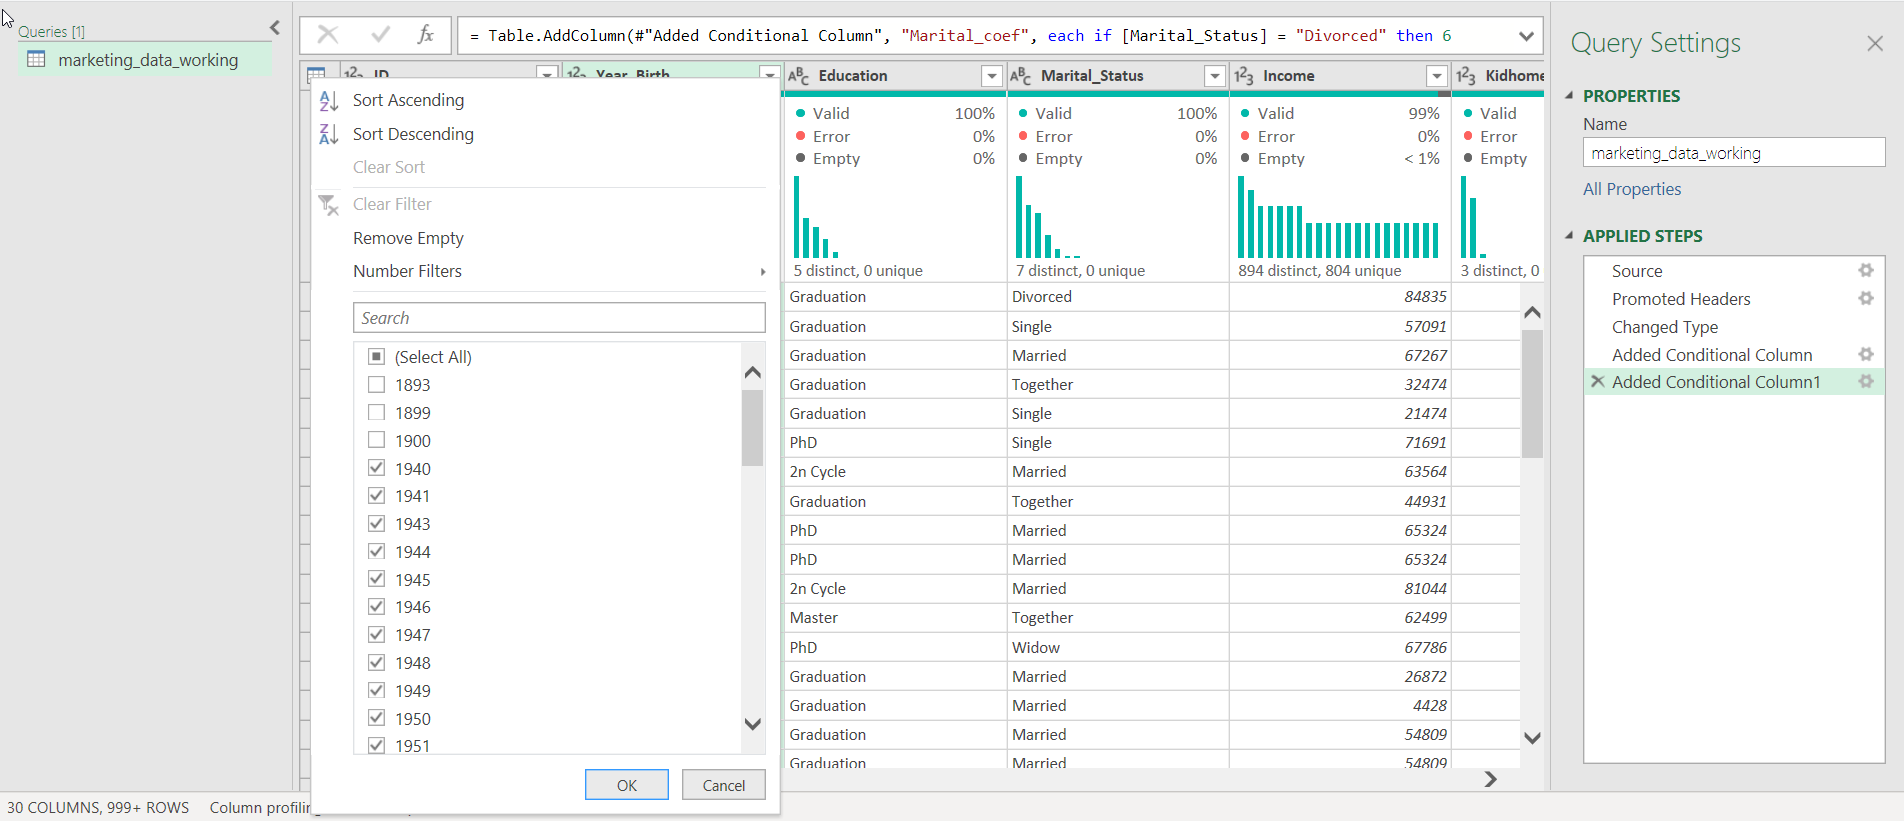 Queries [1]
marketing_data_working
fx
= Table.AddColumn(#"Added Conditional Column", "Marital_coef", each if [Marital_Status] = "Divorced" then 6
ID
Year_Birth
ABC Education
ABC Marital_Status
123 Income
123 Kidhome
Sort Ascending
Sort Descending
Clear Sort
Clear Filter
Remove Empty
Number Filters
Search
(Select All)
1893
1899
1900
1940
1941
1943
1944
1945
1946
1947
1948
1949
1950
1951
OK
Cancel
Valid 100%
Error 0%
Empty 0%
5 distinct, 0 unique
Valid 100%
Error 0%
Empty 0%
7 distinct, 0 unique
Valid 99%
Error 0%
Empty < 1%
894 distinct, 804 unique
Valid
Error
Empty
3 distinct, 0
Graduation Divorced 84835
Graduation Single 57091
Graduation Married 67267
Graduation Together 32474
Graduation Single 21474
PhD Single 71691
2n Cycle Married 63564
Graduation Together 44931
PhD Married 65324
PhD Married 65324
2n Cycle Married 81044
Master Together 62499
PhD Widow 67786
Graduation Married 26872
Graduation Married 4428
Graduation Married 54809
Graduation Married 54809
Query Settings
PROPERTIES
Name
marketing_data_working
All Properties
APPLIED STEPS
Source
Promoted Headers
Changed Type
Added Conditional Column
Added Conditional Column1
30 COLUMNS, 999+ ROWS
Column profiling